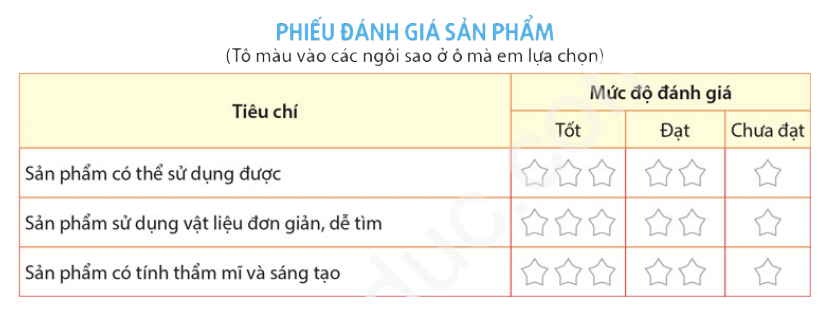 PHIẾU ĐÁNH GIÁ SẢN PHẨM
(Tô màu vào các ngôi sao ở ô mà em lựa chọn)
Tiêu chí
Mức độ đánh giá
Tốt
Đạt
Chưa đạt
Sản phẩm có thể sử dụng được
Sản phẩm sử dụng vật liệu đơn giản, dễ tìm
Sản phẩm có tính thẩm mĩ và sáng tạo